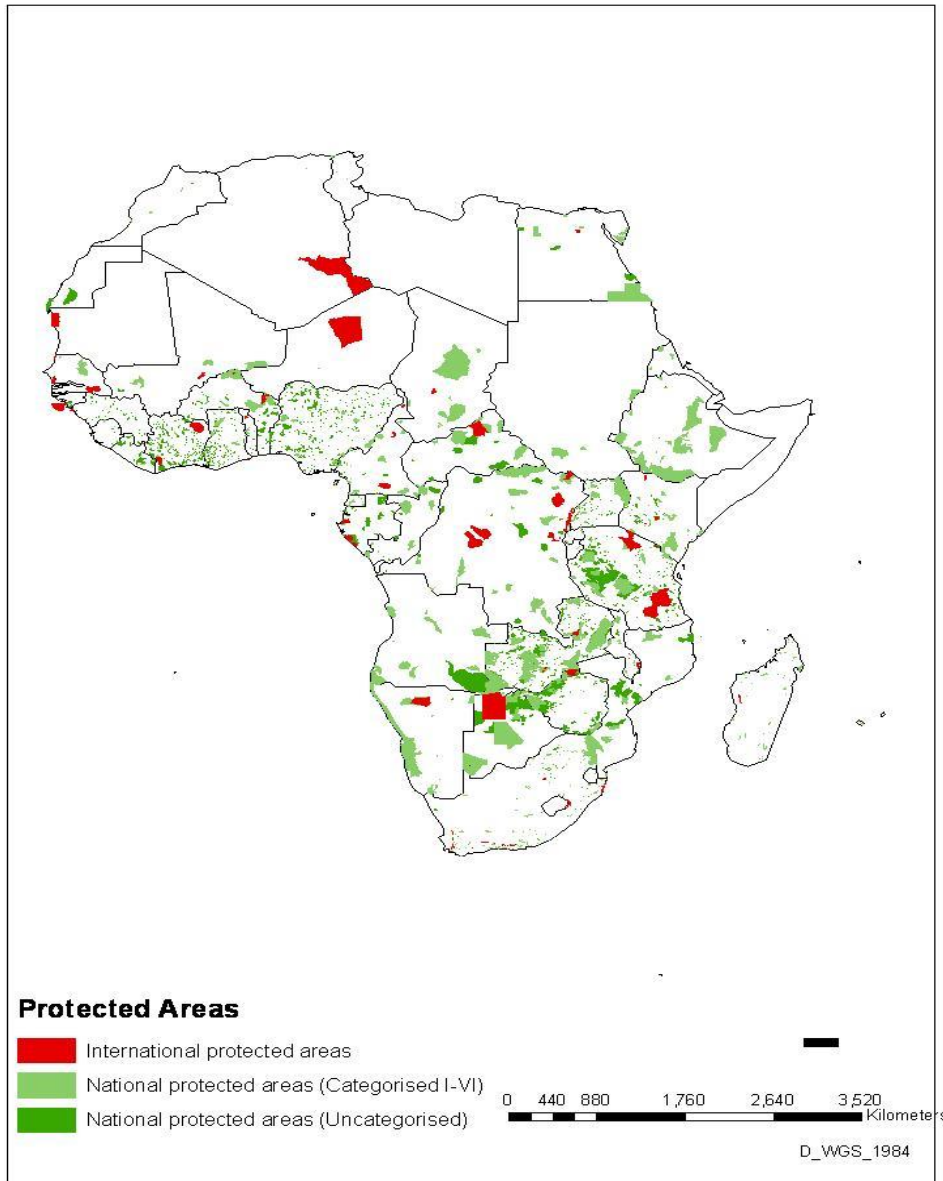 Protected Areas
International protected areas
National protected areas (Categorised I-VI)
National protected areas (Uncategorised)
0 440 880 1,760 2,640 3,520
Kilometers
D_WGS_1984